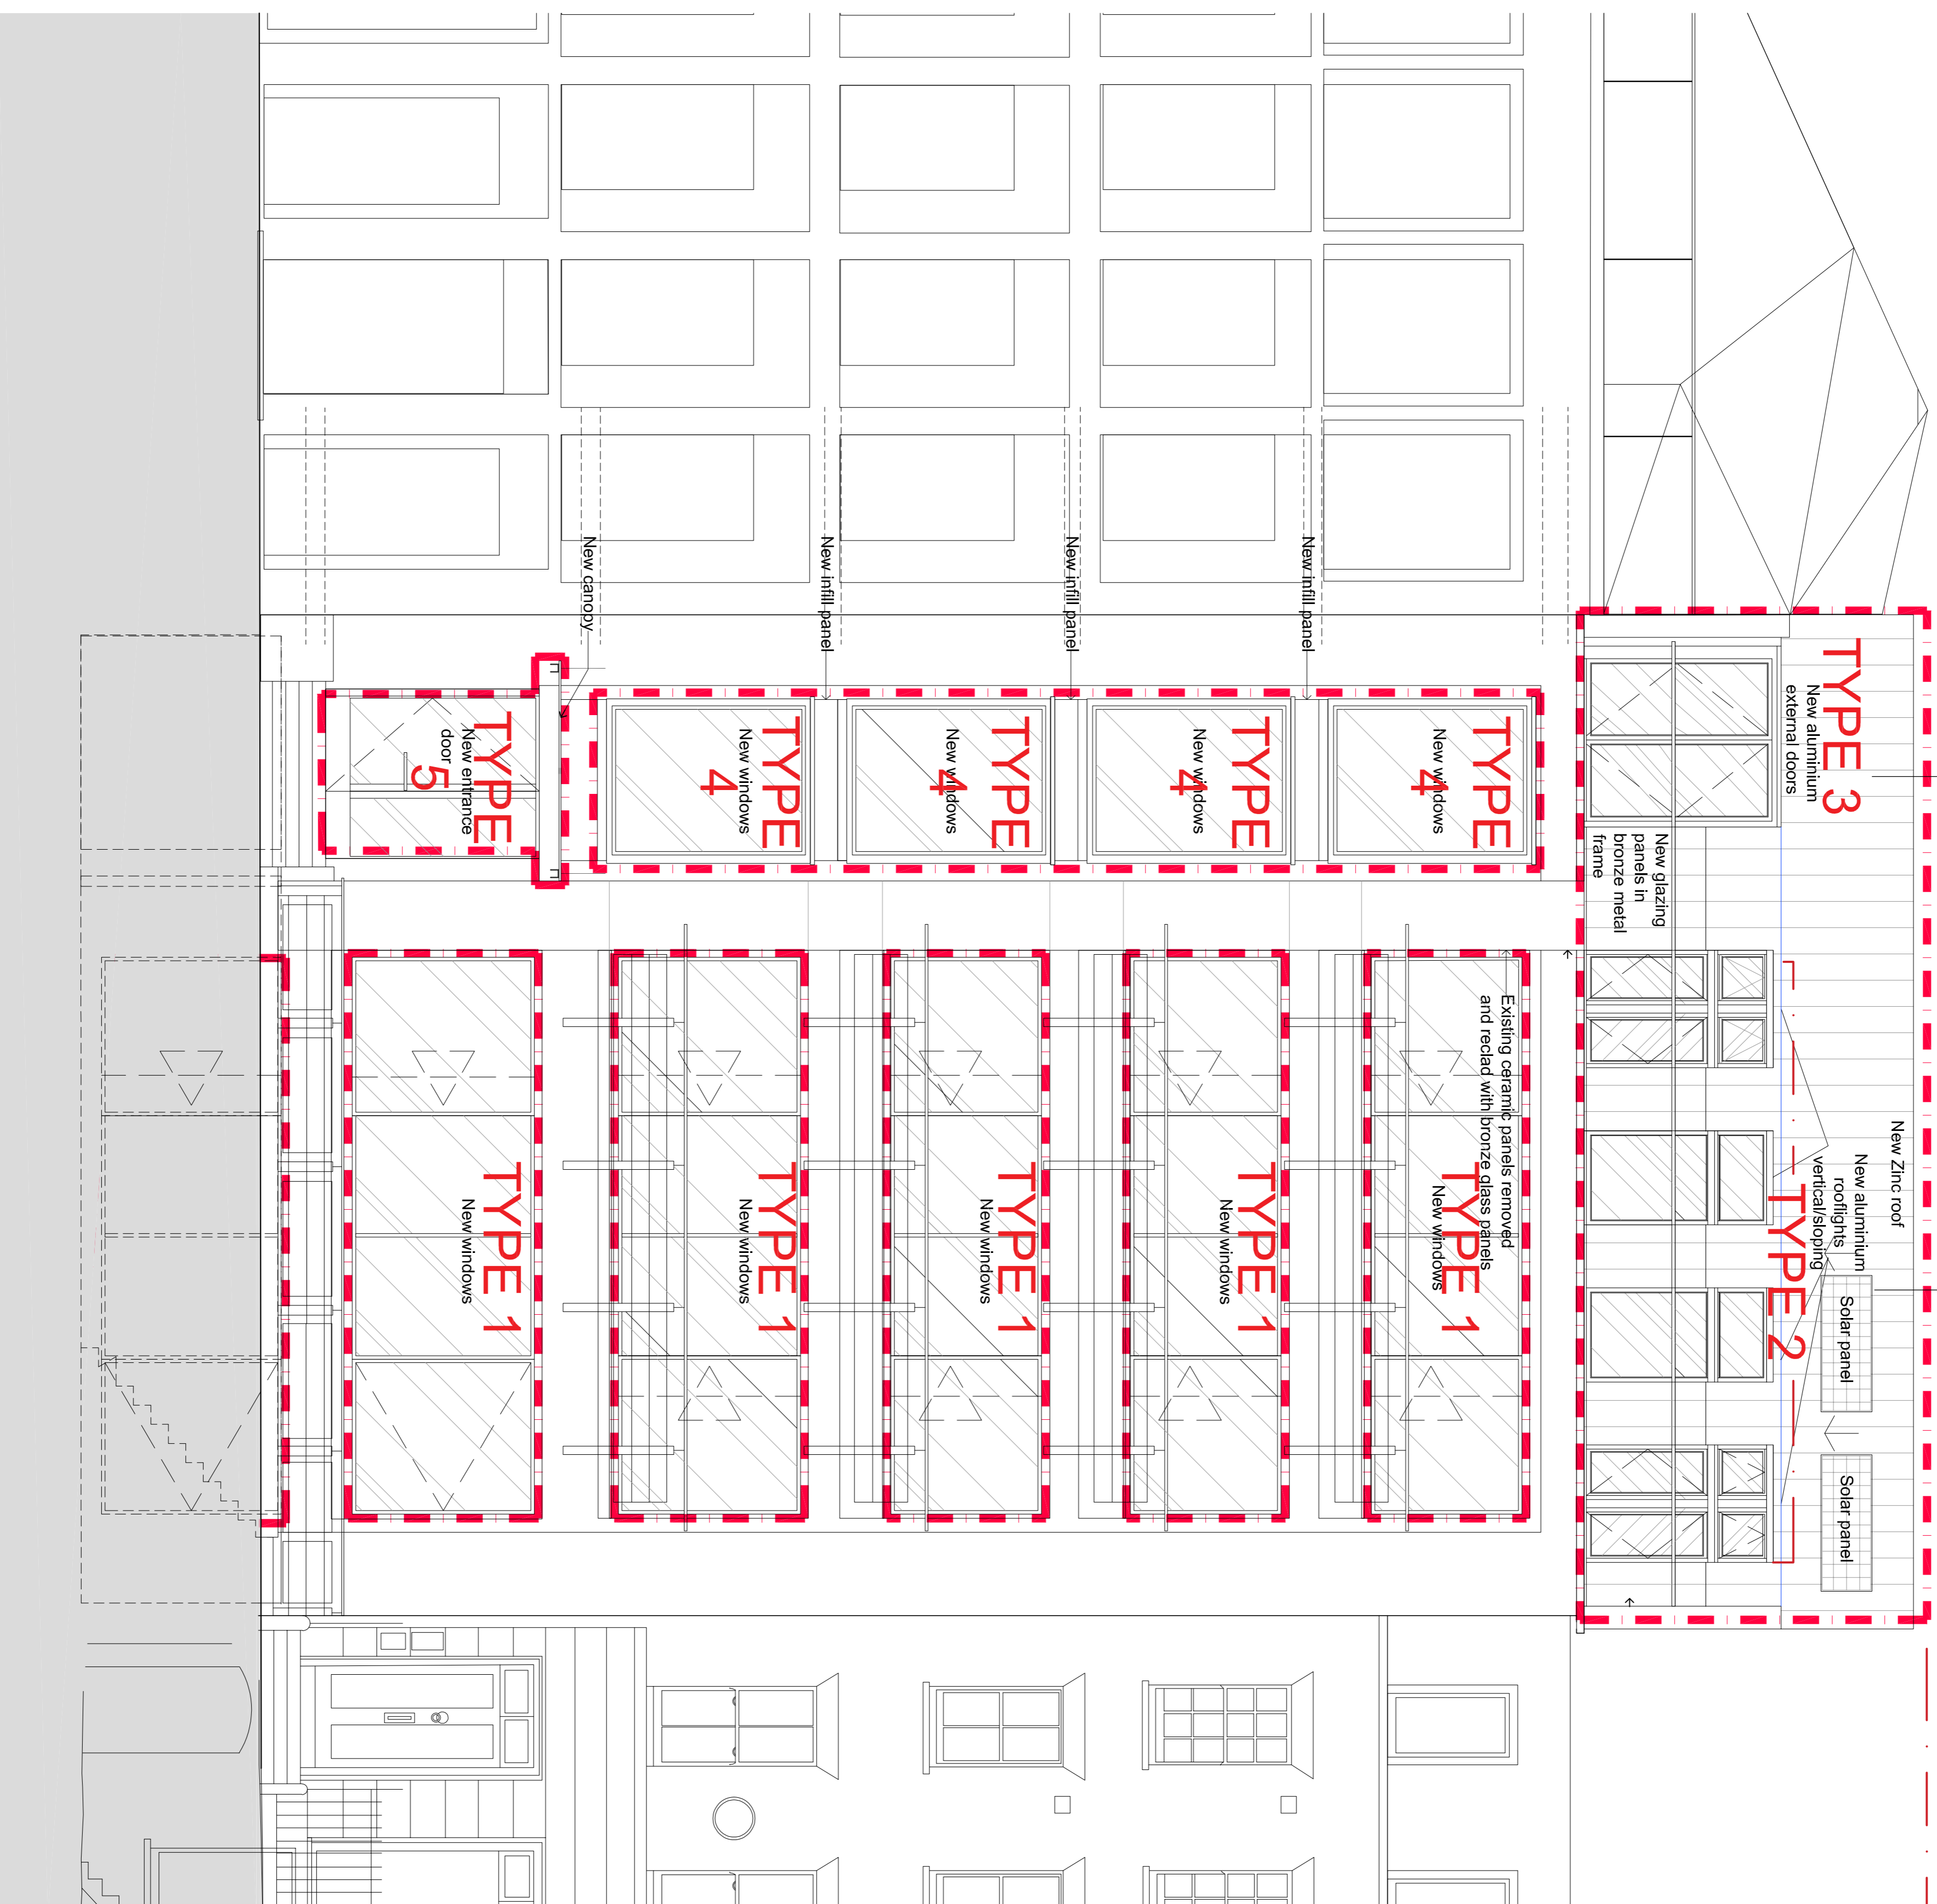 New Zinc roof
TYPE 3
New aluminium
external doors
New aluminium
rooflights
vertical/sloping
Solar panel
Solar panel
TYPE 2
New glazing
panels in
bronze metal
frame
Existing ceramic panels removed
and reclad with bronze glass panels
TYPE
4
New windows
TYPE 1
New windows
New infill panel
TYPE
4
New windows
TYPE 1
New windows
New infill panel
TYPE
4
New windows
TYPE 1
New windows
New infill panel
TYPE
4
New windows
TYPE 1
New windows
New canopy
TYPE
5
New entrance
door
TYPE 1
New windows